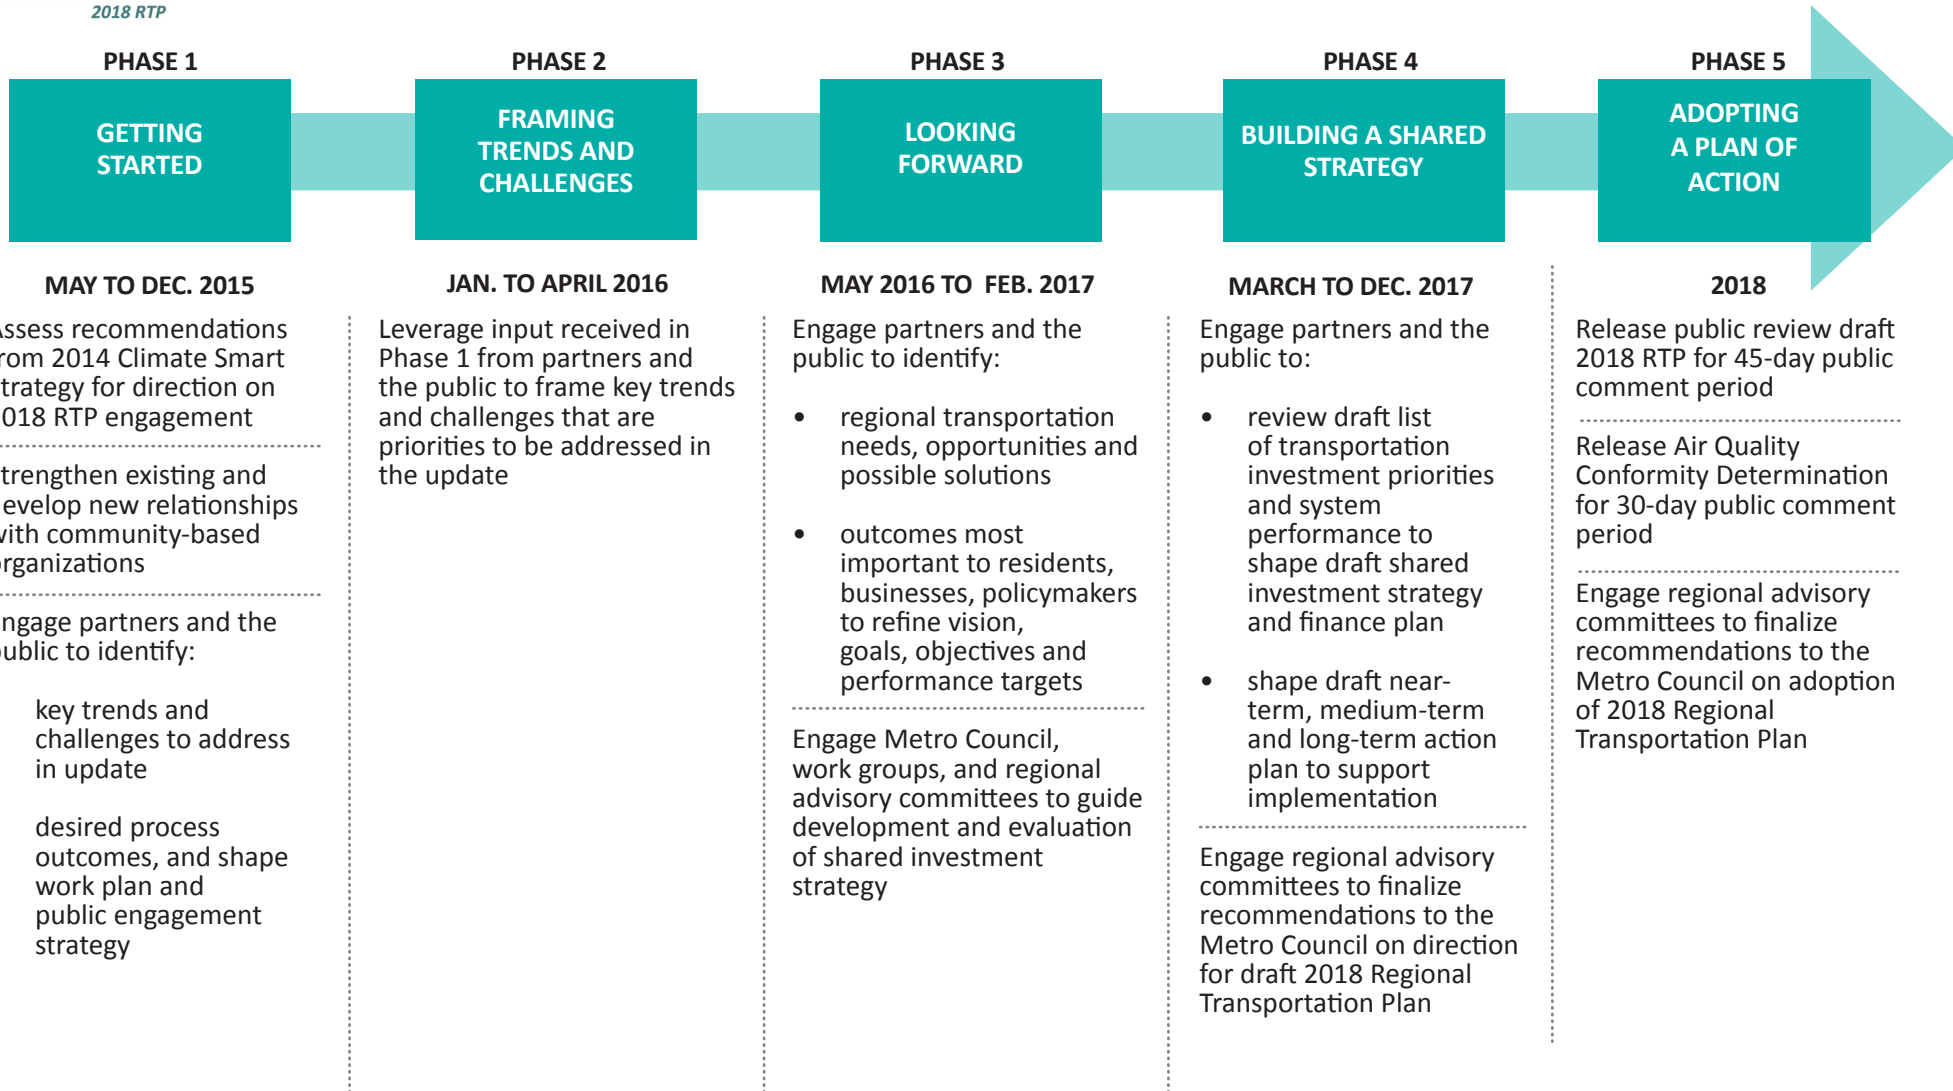 2018 RTP
PHASE 1
GETTING
STARTED
MAY TO DEC. 2015
Assess recommendations
rom 2014 Climate Smart
trategy for direction on
018 RTP engagement
trengthen existing and
develop new relationships
with community-based
organizations
ngage partners and the
public to identify:
key trends and
challenges to address
in update
desired process
outcomes, and shape
work plan and
public engagement
strategy
PHASE 2
FRAMING
TRENDS AND
CHALLENGES
JAN. TO APRIL 2016
Leverage input received in
Phase 1 from partners and
the public to frame key trends
and challenges that are
priorities to be addressed in
the update
PHASE 3
LOOKING
FORWARD
MAY 2016 TO FEB. 2017
Engage partners and the
public to identify:
• regional transportation
needs, opportunities and
possible solutions
• outcomes most
important to residents,
businesses, policymakers
to refine vision,
goals, objectives and
performance targets
Engage Metro Council,
work groups, and regional
advisory committees to guide
development and evaluation
of shared investment
strategy
PHASE 4
BUILDING A SHARED
STRATEGY
MARCH TO DEC. 2017
Engage partners and the
public to:
• review draft list
of transportation
investment priorities
and system
performance to
shape draft shared
investment strategy
and finance plan
• shape draft near-
term, medium-term
and long-term action
plan to support
implementation
Engage regional advisory
committees to finalize
recommendations to the
Metro Council on direction
for draft 2018 Regional
Transportation Plan
PHASE 5
ADOPTING
A PLAN OF
ACTION
2018
Release public review draft
2018 RTP for 45-day public
comment period
Release Air Quality
Conformity Determination
for 30-day public comment
period
Engage regional advisory
committees to finalize
recommendations to the
Metro Council on adoption
of 2018 Regional
Transportation Plan